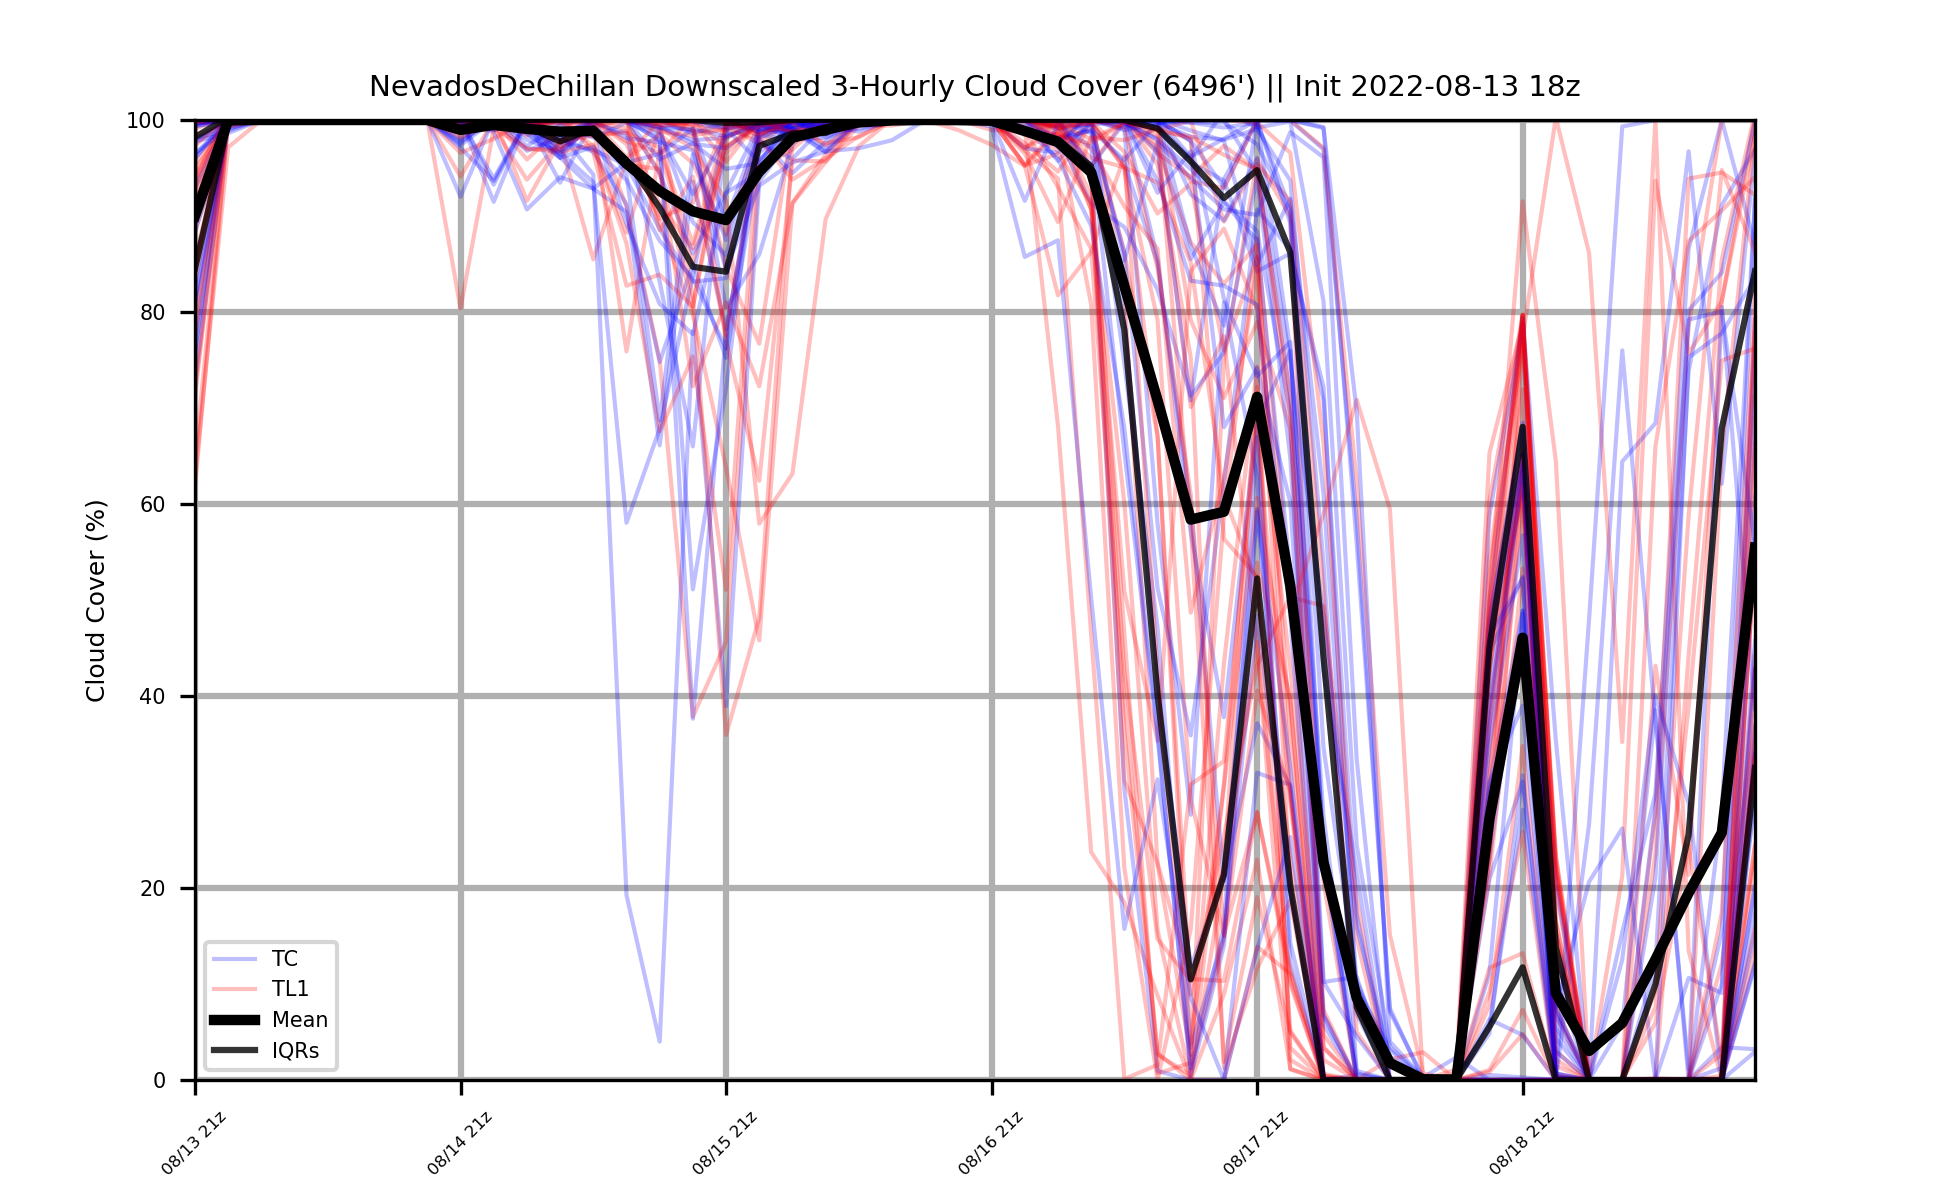 NevadosDeChillan Downscaled 3-Hourly Cloud Cover (6496') || Init 2022-08-13 18z
Cloud Cover (%)
100
80
60
40
20
0
TC
TL1
Mean
IQRs
08/13 21z
08/14 21z
08/15 21z
08/16 21z
08/17 21z
08/18 21z